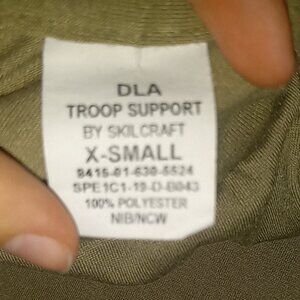 DLA
TROOP SUPPORT
BY SKILCRAFT
X-SMALL
8415-01-630-5524
SPE1C1-19-D-B043
100% POLYESTER
NIB/NCW